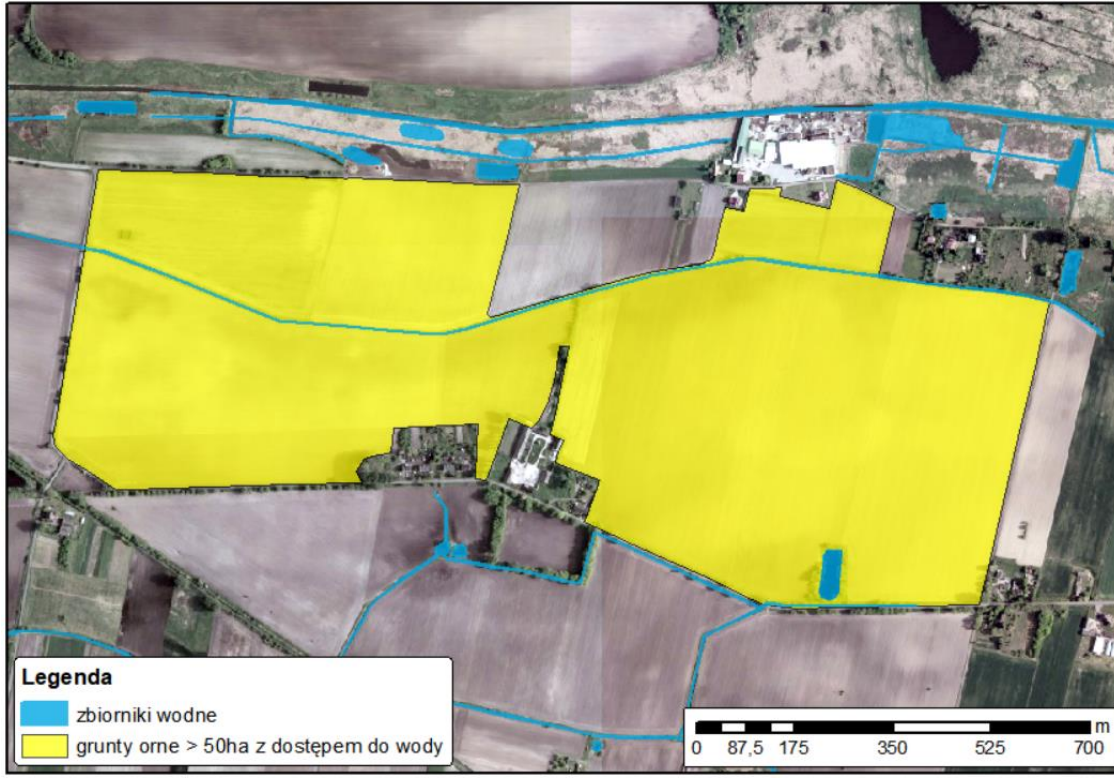 Legenda
zbiorniki wodne
grunty orne > 50ha z dostępem do wody
m
0 87,5 175 350 525 700